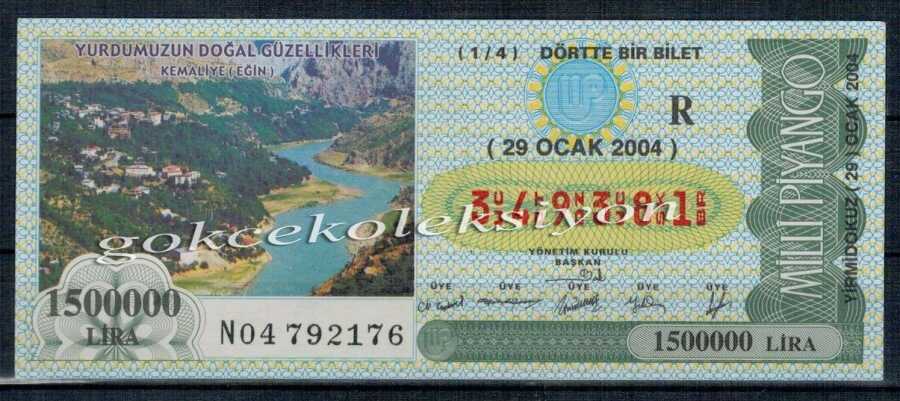 YURDUMUZUN DOĞAL GÜZELLİKLERİ
KEMALİYE (EĞİN)
gokcekoleksiyon
1500000
LİRA
N04 792176
(1/4) DÖRTTE BİR BİLET
R
(29 OCAK 2004)
349381
YÖNETİM KURULU
BAŞKAN
ÜYE ÜYE ÜYE ÜYE ÜYE
1500000 LİRA
MİLLİ PİYANGO
YİRMİDOKUZ (29) OCAK 2004